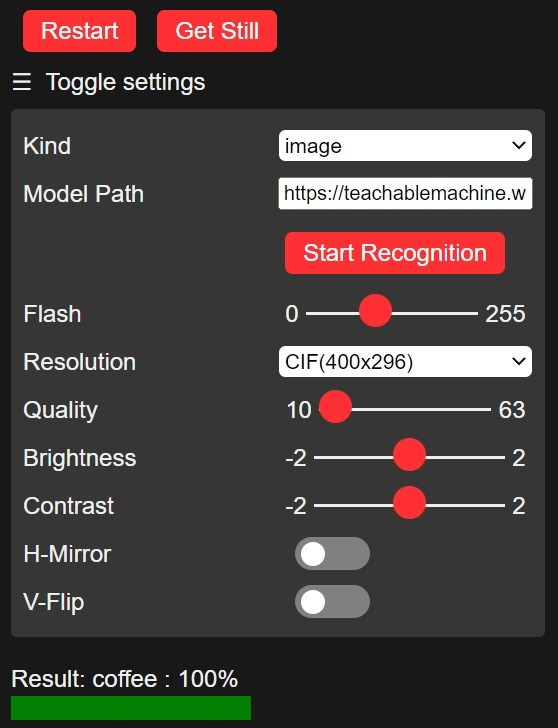 Restart Get Still
☰ Toggle settings
Kind image
Model Path https://teachablemachine.w
Start Recognition
Flash 0 255
Resolution CIF(400x296)
Quality 10 63
Brightness -2 2
Contrast -2 2
H-Mirror
V-Flip
Result: coffee : 100%